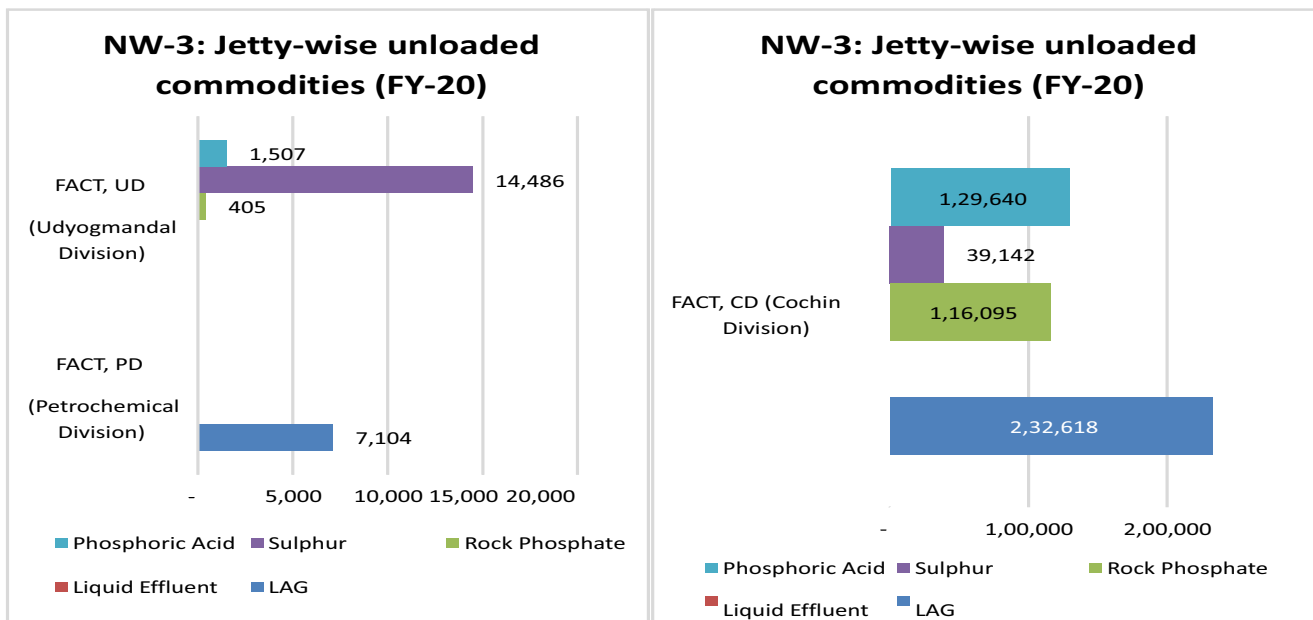 NW-3: Jetty-wise unloaded
commodities (FY-20)
1,507
14,486
405
FACT, UD
(Udyogmandal
Division)
FACT, PD
(Petrochemical
Division)
7,104
-
5,000
10,000
15,000
20,000
Phosphoric Acid
Sulphur
Rock Phosphate
Liquid Effluent
LAG
NW-3: Jetty-wise unloaded
commodities (FY-20)
1,29,640
39,142
FACT, CD (Cochin
Division)
1,16,095
2,32,618
-
1,00,000
2,00,000
Phosphoric Acid
Sulphur
Rock Phosphate
Liquid Effluent
LAG